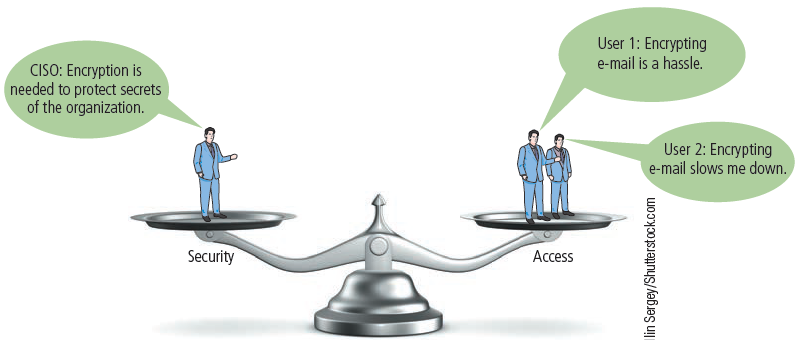 CISO: Encryption is
needed to protect secrets
of the organization.
User 1: Encrypting
e-mail is a hassle.
User 2: Encrypting
e-mail slows me down.
Security
Access
Ilin Sergey/Shutterstock.com